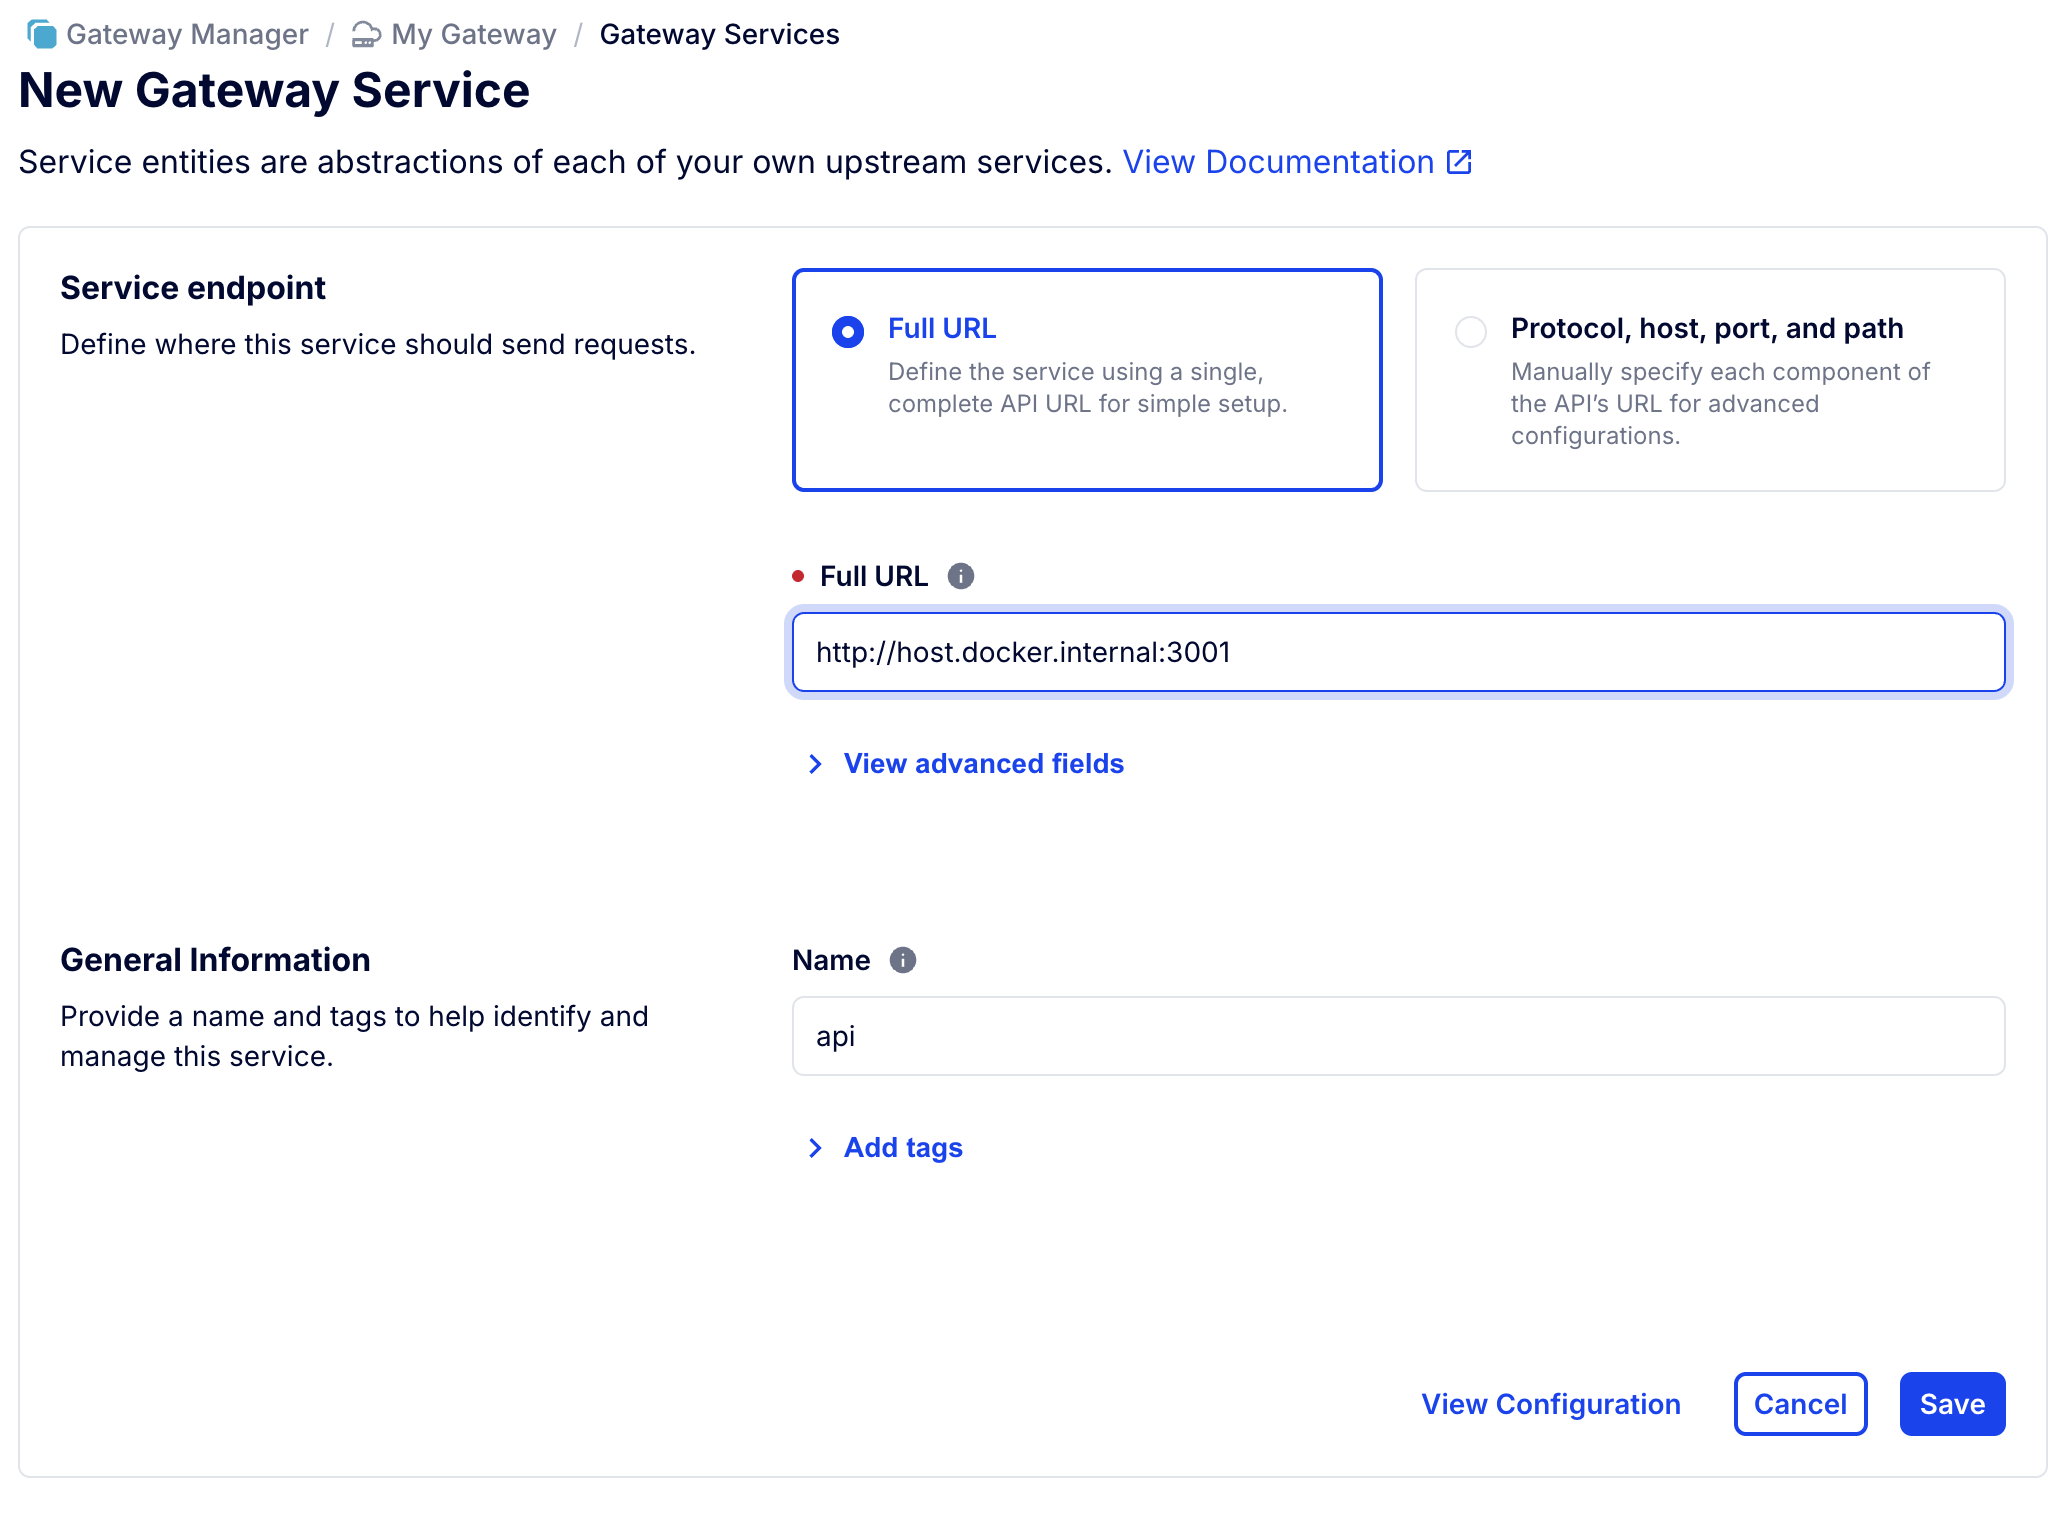 Gateway Manager / My Gateway / Gateway Services
New Gateway Service
Service entities are abstractions of each of your own upstream services. View Documentation
Service endpoint
Define where this service should send requests.
Full URL
Define the service using a single,
complete API URL for simple setup.
Protocol, host, port, and path
Manually specify each component of
the API’s URL for advanced
configurations.
Full URL
http://host.docker.internal:3001
View advanced fields
General Information
Provide a name and tags to help identify and
manage this service.
Name
api
Add tags
View Configuration
Cancel
Save